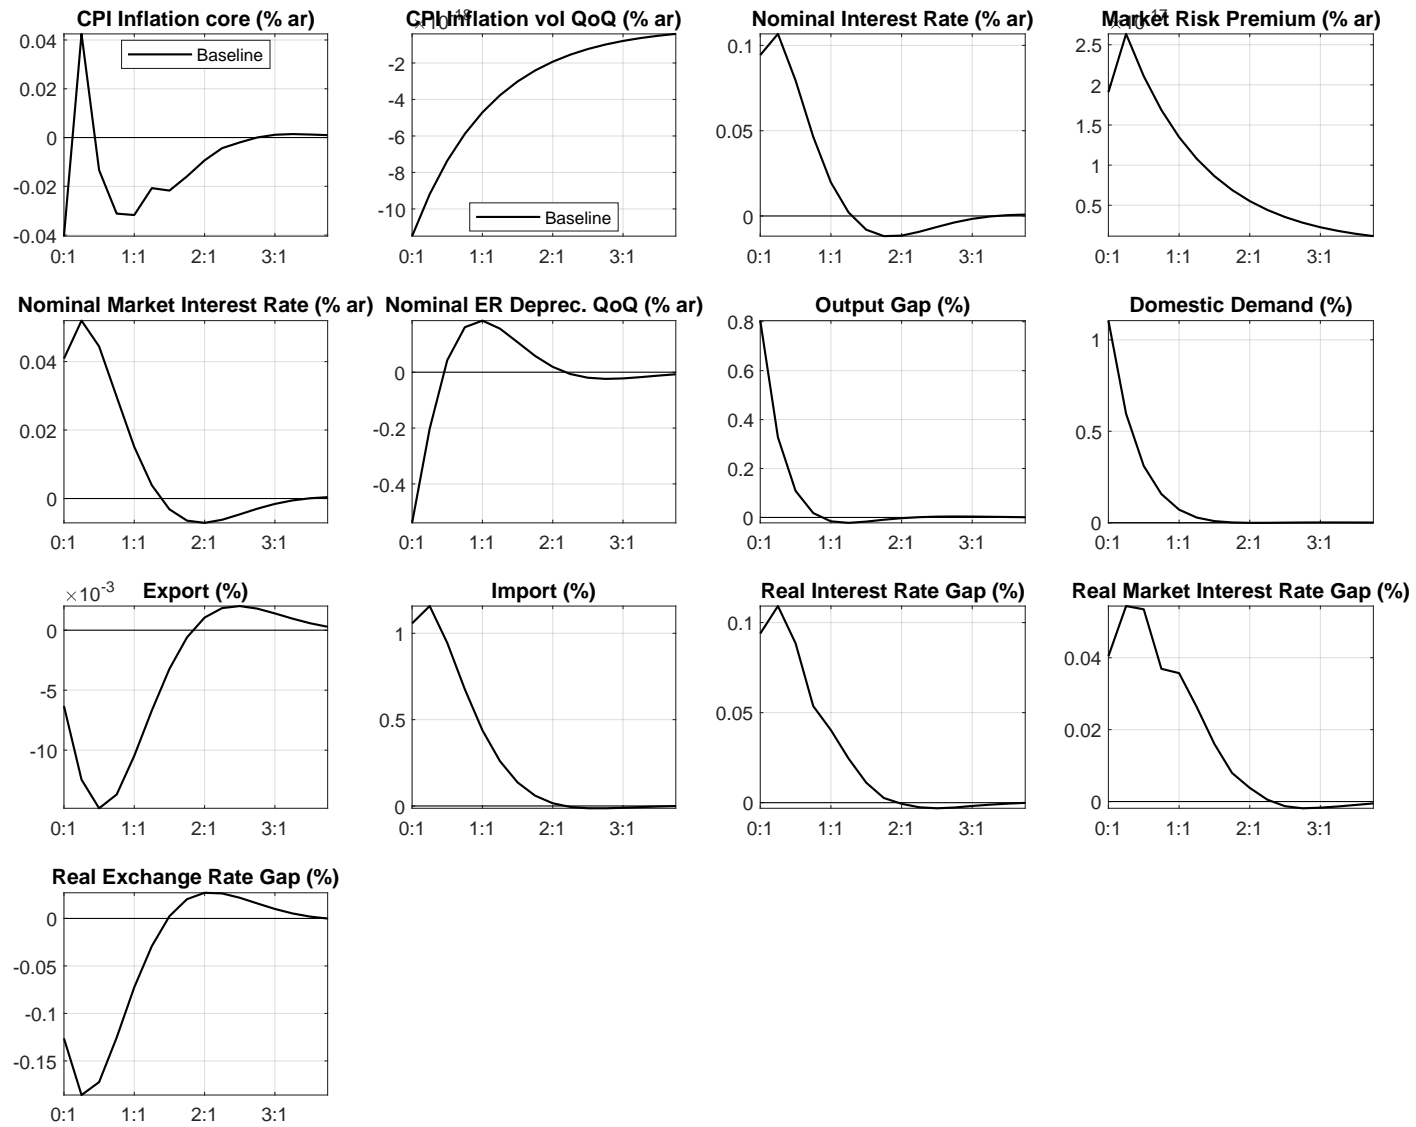 CPI Inflation core (% ar)
0.04
0.02
0
-0.02
-0.04
0:1 1:1 2:1 3:1
Baseline
CPI Inflation vol QoQ (% ar)
-2
-4
-6
-8
-10
0:1 1:1 2:1 3:1
Baseline
Nominal Interest Rate (% ar)
0.1
0.05
0
0:1 1:1 2:1 3:1
Market Risk Premium (% ar)
2.5
2
1.5
1
0.5
0:1 1:1 2:1 3:1
Nominal Market Interest Rate (% ar)
0.04
0.02
0
0:1 1:1 2:1 3:1
Nominal ER Deprec. QoQ (% ar)
0
-0.2
-0.4
0:1 1:1 2:1 3:1
Output Gap (%)
0.8
0.6
0.4
0.2
0
0:1 1:1 2:1 3:1
Domestic Demand (%)
1
0.5
0
0:1 1:1 2:1 3:1
×10⁻³
Export (%)
0
-5
-10
0:1 1:1 2:1 3:1
Import (%)
1
0.5
0
0:1 1:1 2:1 3:1
Real Interest Rate Gap (%)
0.1
0.05
0
0:1 1:1 2:1 3:1
Real Market Interest Rate Gap (%)
0.04
0.02
0
0:1 1:1 2:1 3:1
Real Exchange Rate Gap (%)
0
-0.05
-0.1
-0.15
0:1 1:1 2:1 3:1